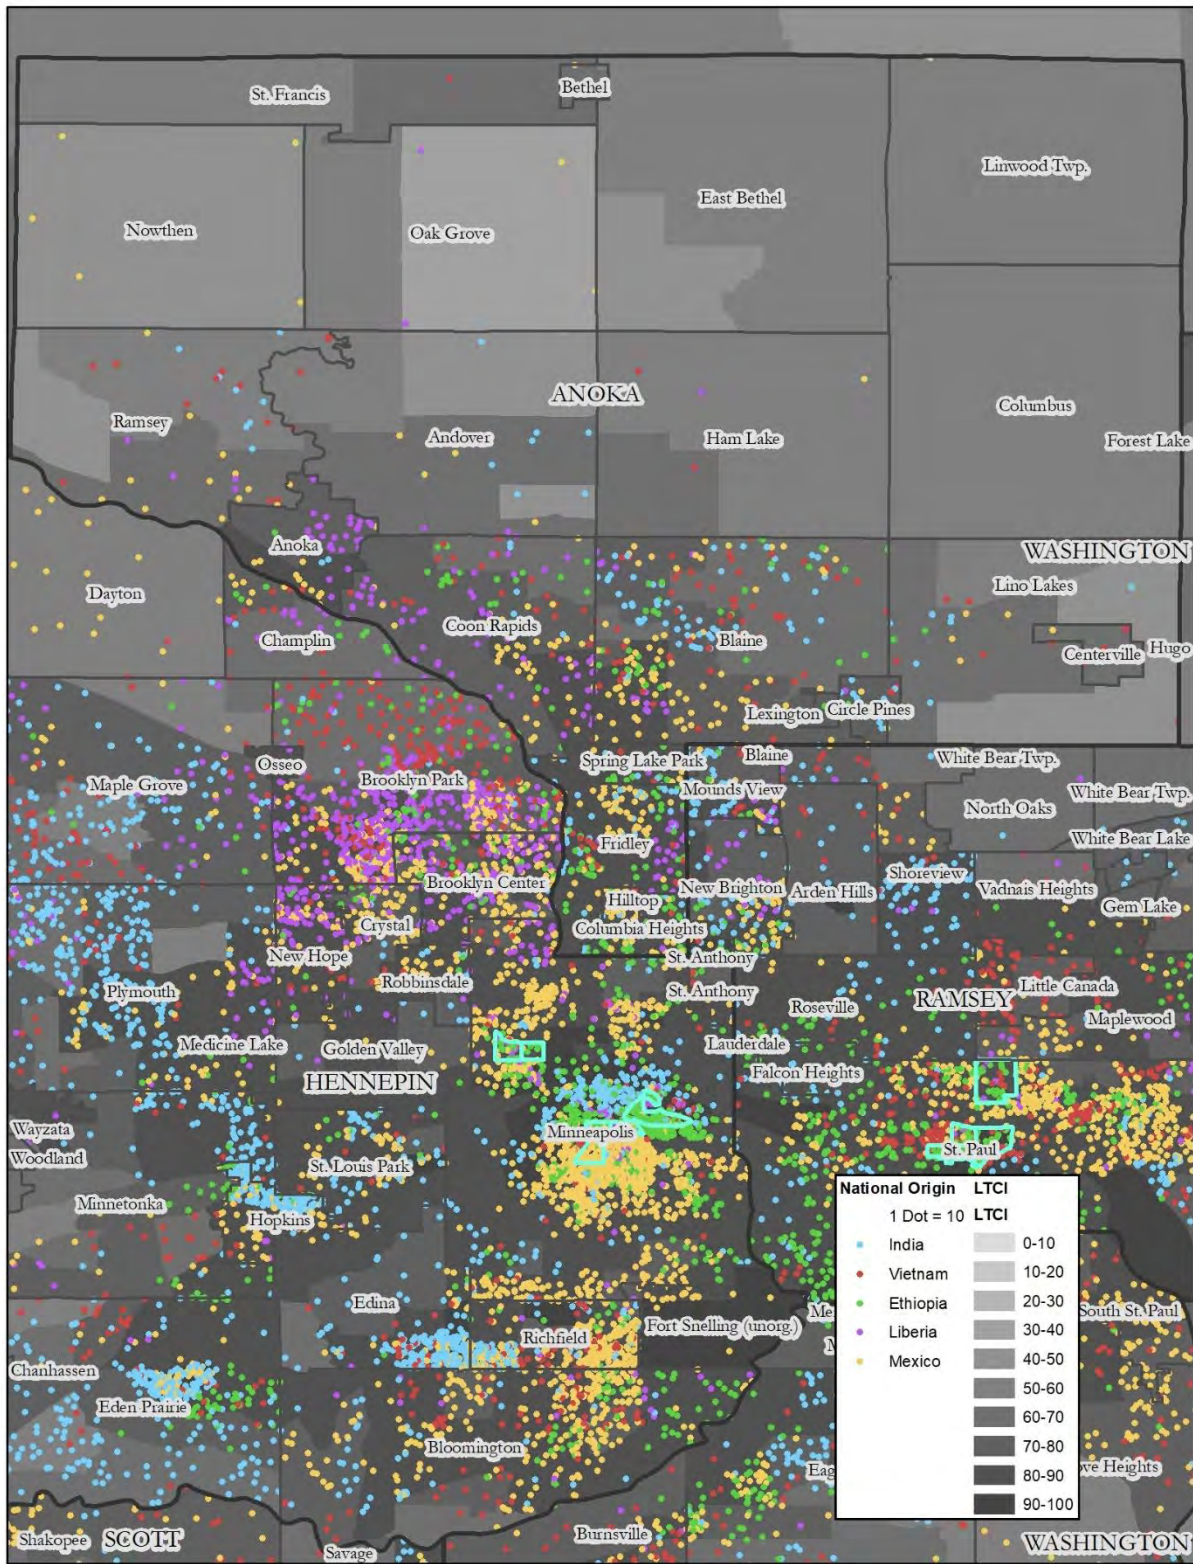 St. Francis
Bethel
Linwood Twp.
East Bethel
Nowthen
Oak Grove
ANOKA
Columbus
Ramsey
Andover
Ham Lake
Forest Lake
Anoka
WASHINGTON
Dayton
Lino Lakes
Champlin
Coon Rapids
Blaine
Centerville
Hugo
Lexington
Circle Pines
Osseo
Spring Lake Park
Blaine
White Bear Twp.
Maple Grove
Brooklyn Park
Mounds View
North Oaks
White Bear Twp.
Fridley
White Bear Lake
Brooklyn Center
New Brighton
Arden Hills
Shoreview
Vadnais Heights
Hilltop
Gem Lake
Crystal
Columbia Heights
New Hope
St. Anthony
Robbinsdale
Plymouth
St. Anthony
Roseville
RAMSEY
Little Canada
Maplewood
Medicine Lake
Golden Valley
Lauderdale
HENNEPIN
Falcon Heights
Wayzata
Minneapolis
Woodland
St. Louis Park
St. Paul
Minnetonka
Hopkins
National Origin
LTCI
1 Dot = 10
LTCI
India
0-10
Vietnam
10-20
Ethiopia
20-30
Liberia
30-40
Mexico
40-50
50-60
60-70
70-80
80-90
90-100
Edina
Me
South St. Paul
Richfield
Fort Snelling (unorg.)
M
Chanhassen
Eden Prairie
Bloomington
Eag
ove Heights
Shakopee
SCOTT
Burnsville
Savage
WASHINGTON